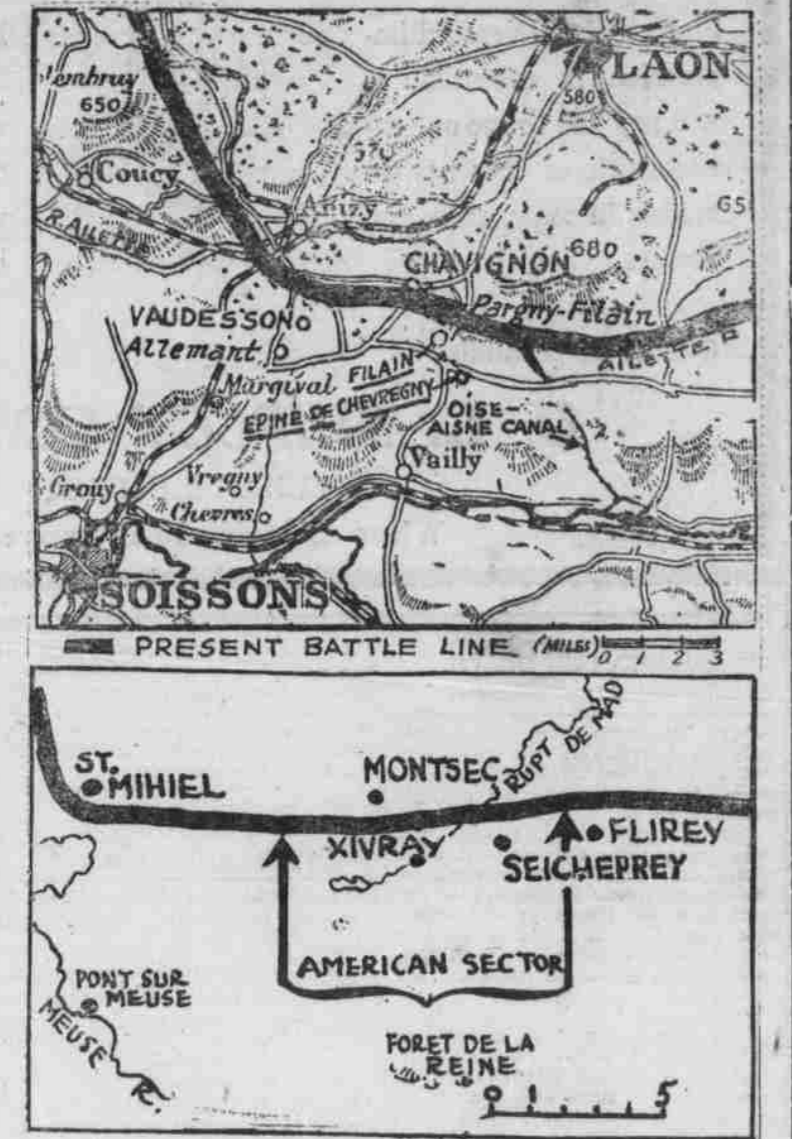 LAON
650
580
570
Coucy
R. AILETTE
Anizy
65
680
CHAVIGNON
Pargny-Filain
VAUDESSON
AILETTE R
Allemant
FILAIN
Margival
EPINE DE CHEVREGNY
OISE-
AISNE CANAL
Vailly
Vregny
Crouy
Chevres
SOISSONS
PRESENT BATTLE LINE (MILES) 0 1 2 3
RUPT DE MAD
ST.
MIHIEL
MONTSEC
XIVRAY
FLIREY
SEICHEPREY
AMERICAN SECTOR
PONT SUR
MEUSE
MEUSE R.
FORET DE LA
REINE
0 1 5